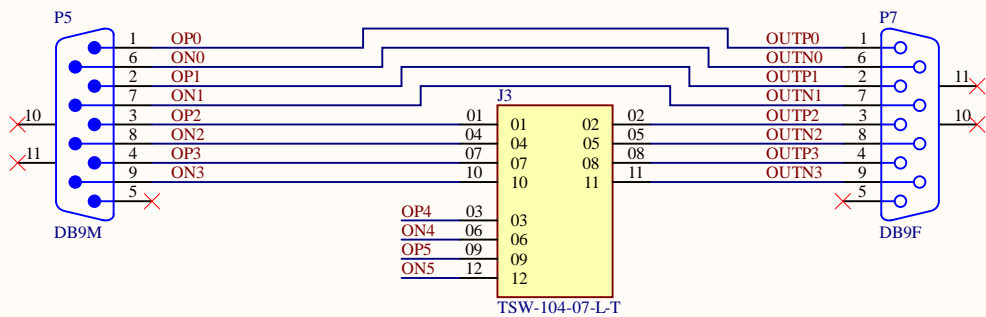 P5 P7
1 OP0 OUTP0 1
6 ON0 OUTN0 6
2 OP1 OUTP1 2 11
7 ON1 OUTN1 7
J3
10 3 OP2 01 01 02 02 OUTP2 3 10
8 ON2 04 04 05 05 OUTN2 8
11 4 OP3 07 07 08 08 OUTP3 4
9 ON3 10 10 11 11 OUTN3 9
5 5
OP4 03 03
DB9M ON4 06 06 DB9F
OP5 09 09
ON5 12 12
TSW-104-07-L-T